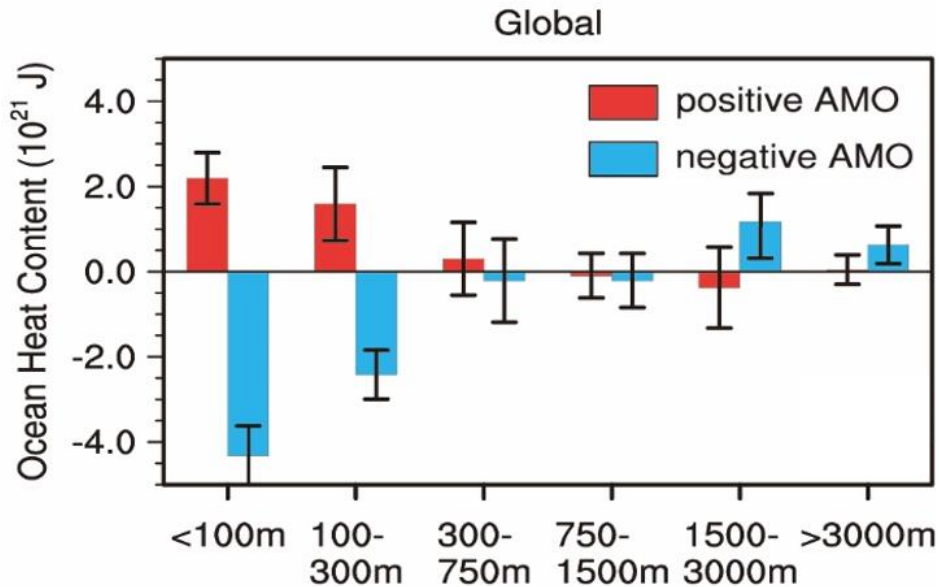 Global
Ocean Heat Content (10²¹ J)
positive AMO
negative AMO
4.0
2.0
0.0
-2.0
-4.0
<100m
100-
300m
300-
750m
750-
1500m
1500-
3000m
>3000m